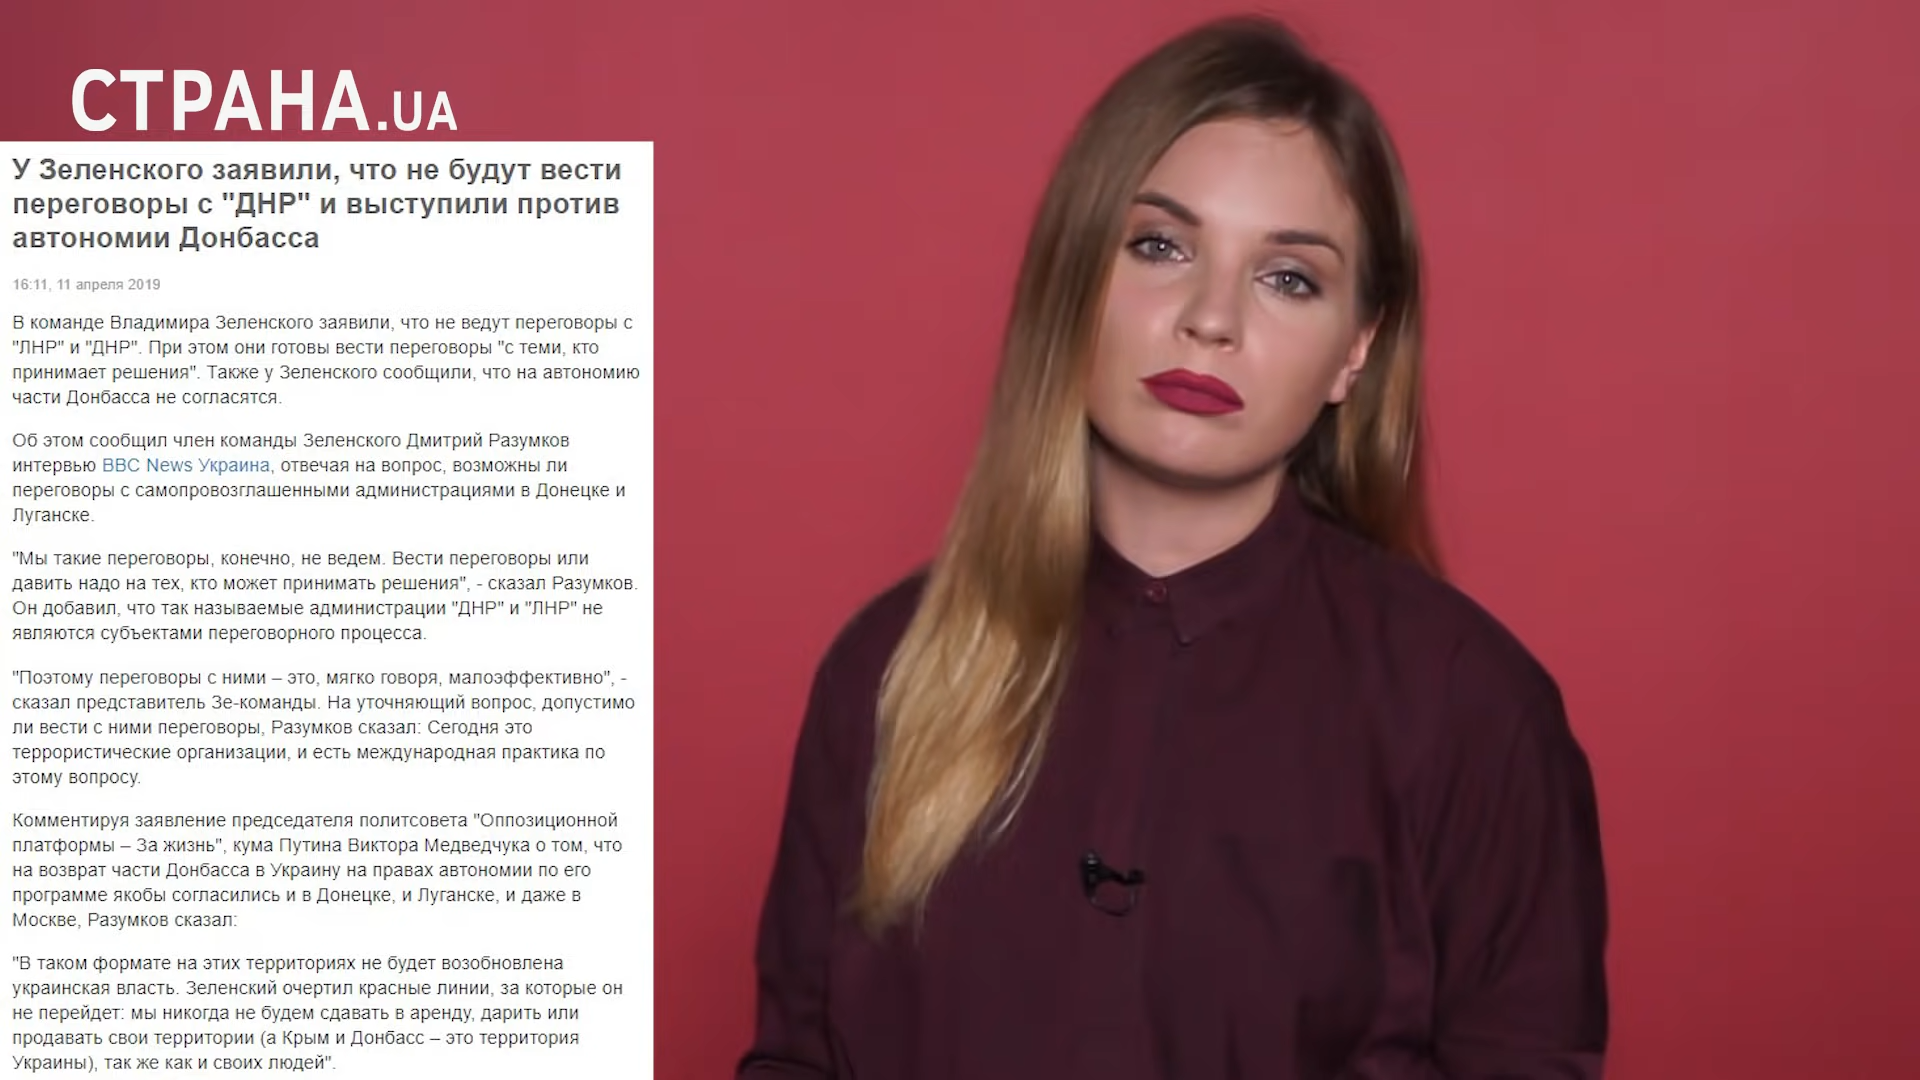 СТРАНА.UA
У Зеленского заявили, что не будут вести
переговоры с "ДНР" и выступили против
автономии Донбасса
16:11, 11 апреля 2019
В команде Владимира Зеленского заявили, что не ведут переговоры с
"ЛНР" и "ДНР". При этом они готовы вести переговоры "с теми, кто
принимает решения". Также у Зеленского сообщили, что на автономию
части Донбасса не согласятся.
Об этом сообщил член команды Зеленского Дмитрий Разумков
интервью BBC News Украина, отвечая на вопрос, возможны ли
переговоры с самопровозглашенными администрациями в Донецке и
Луганске.
"Мы такие переговоры, конечно, не ведем. Вести переговоры или
давить надо на тех, кто может принимать решения", - сказал Разумков.
Он добавил, что так называемые администрации "ДНР" и "ЛНР" не
являются субъектами переговорного процесса.
"Поэтому переговоры с ними – это, мягко говоря, малоэффективно", -
сказал представитель Зе-команды. На уточняющий вопрос, допустимо
ли вести с ними переговоры, Разумков сказал: Сегодня это
террористические организации, и есть международная практика по
этому вопросу.
Комментируя заявление председателя политсовета "Оппозиционной
платформы – За жизнь", кума Путина Виктора Медведчука о том, что
на возврат части Донбасса в Украину на правах автономии по его
программе якобы согласились и в Донецке, и Луганске, и даже в
Москве, Разумков сказал:
"В таком формате на этих территориях не будет возобновлена
украинская власть. Зеленский очертил красные линии, за которые он
не перейдет: мы никогда не будем сдавать в аренду, дарить или
продавать свои территории (а Крым и Донбасс – это территория
Украины), так же как и своих людей".